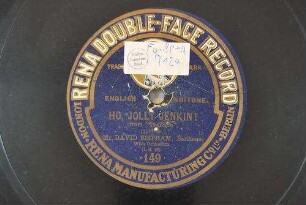 RENA DOUBLE-FACE RECORD
TRADE MARK
ENGLISH BARITONE.
HO, "JOLLY JENKIN!
Mr. DAVID BISPHAM, Baritone.
149
LONDON - RENA MANUFACTURING CO LD - BERLIN